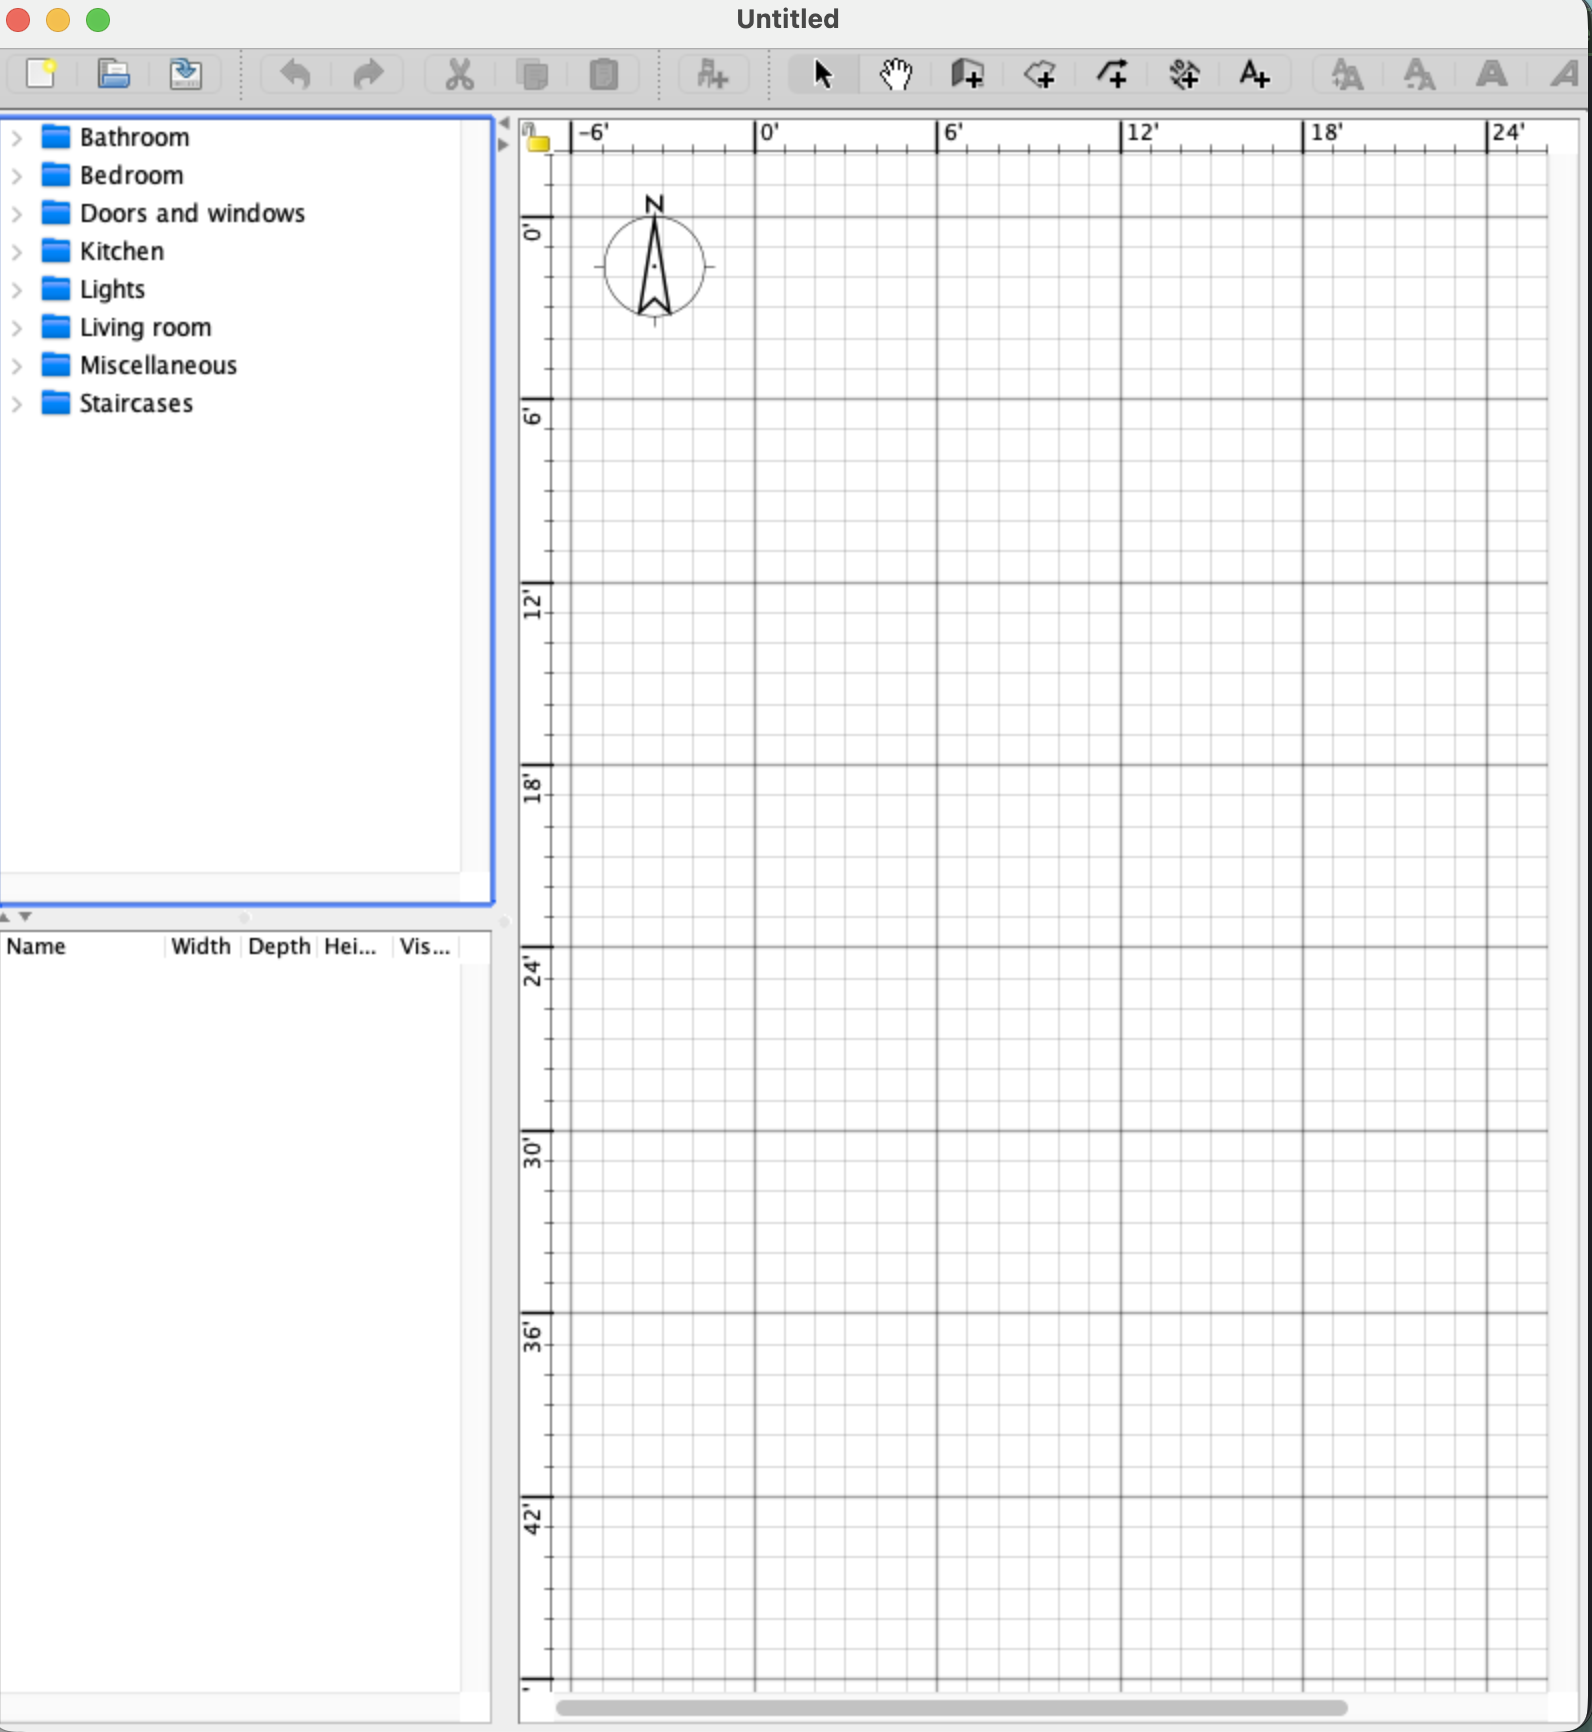 Untitled
Bathroom
Bedroom
Doors and windows
Kitchen
Lights
Living room
Miscellaneous
Staircases
Name Width Depth Hei... Vis...
-6' 0' 6' 12' 18' 24'
N
0'
6'
12'
18'
24'
30'
36'
42'